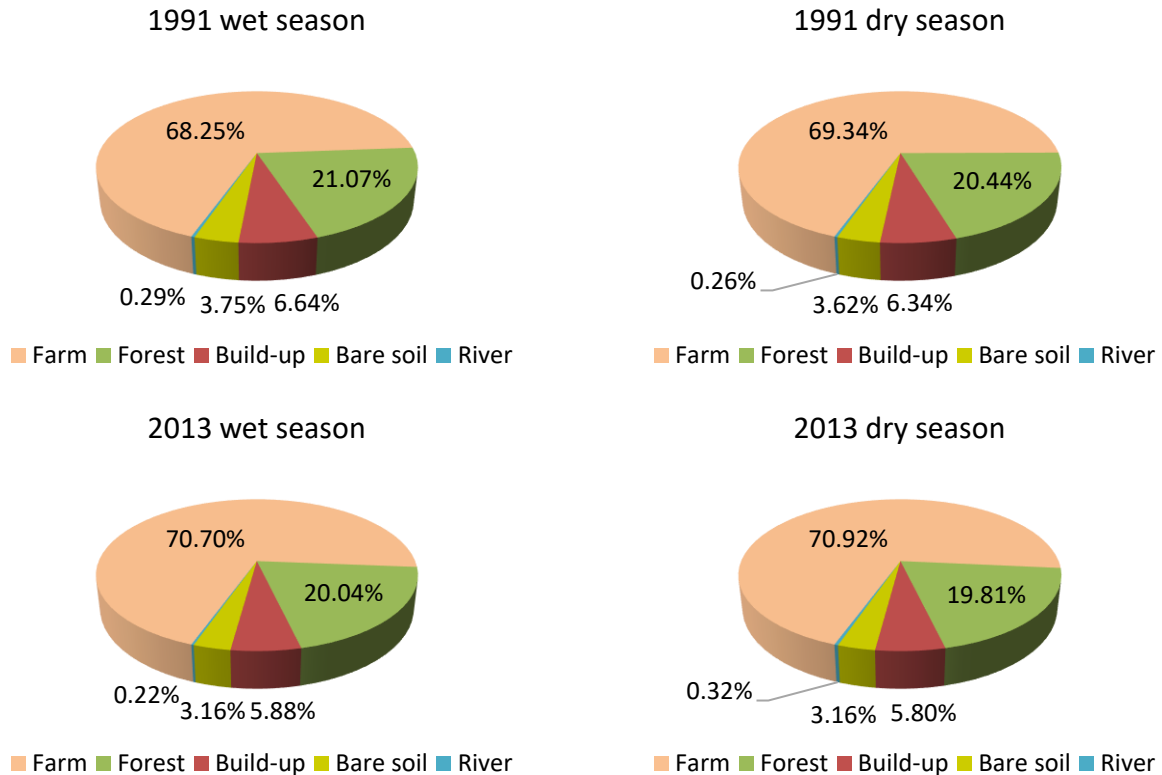 1991 wet season
68.25%
21.07%
0.29%
3.75%
6.64%
Farm Forest Build-up Bare soil River
1991 dry season
69.34%
20.44%
0.26%
3.62%
6.34%
Farm Forest Build-up Bare soil River
2013 wet season
70.70%
20.04%
0.22%
3.16%
5.88%
Farm Forest Build-up Bare soil River
2013 dry season
70.92%
19.81%
0.32%
3.16%
5.80%
Farm Forest Build-up Bare soil River